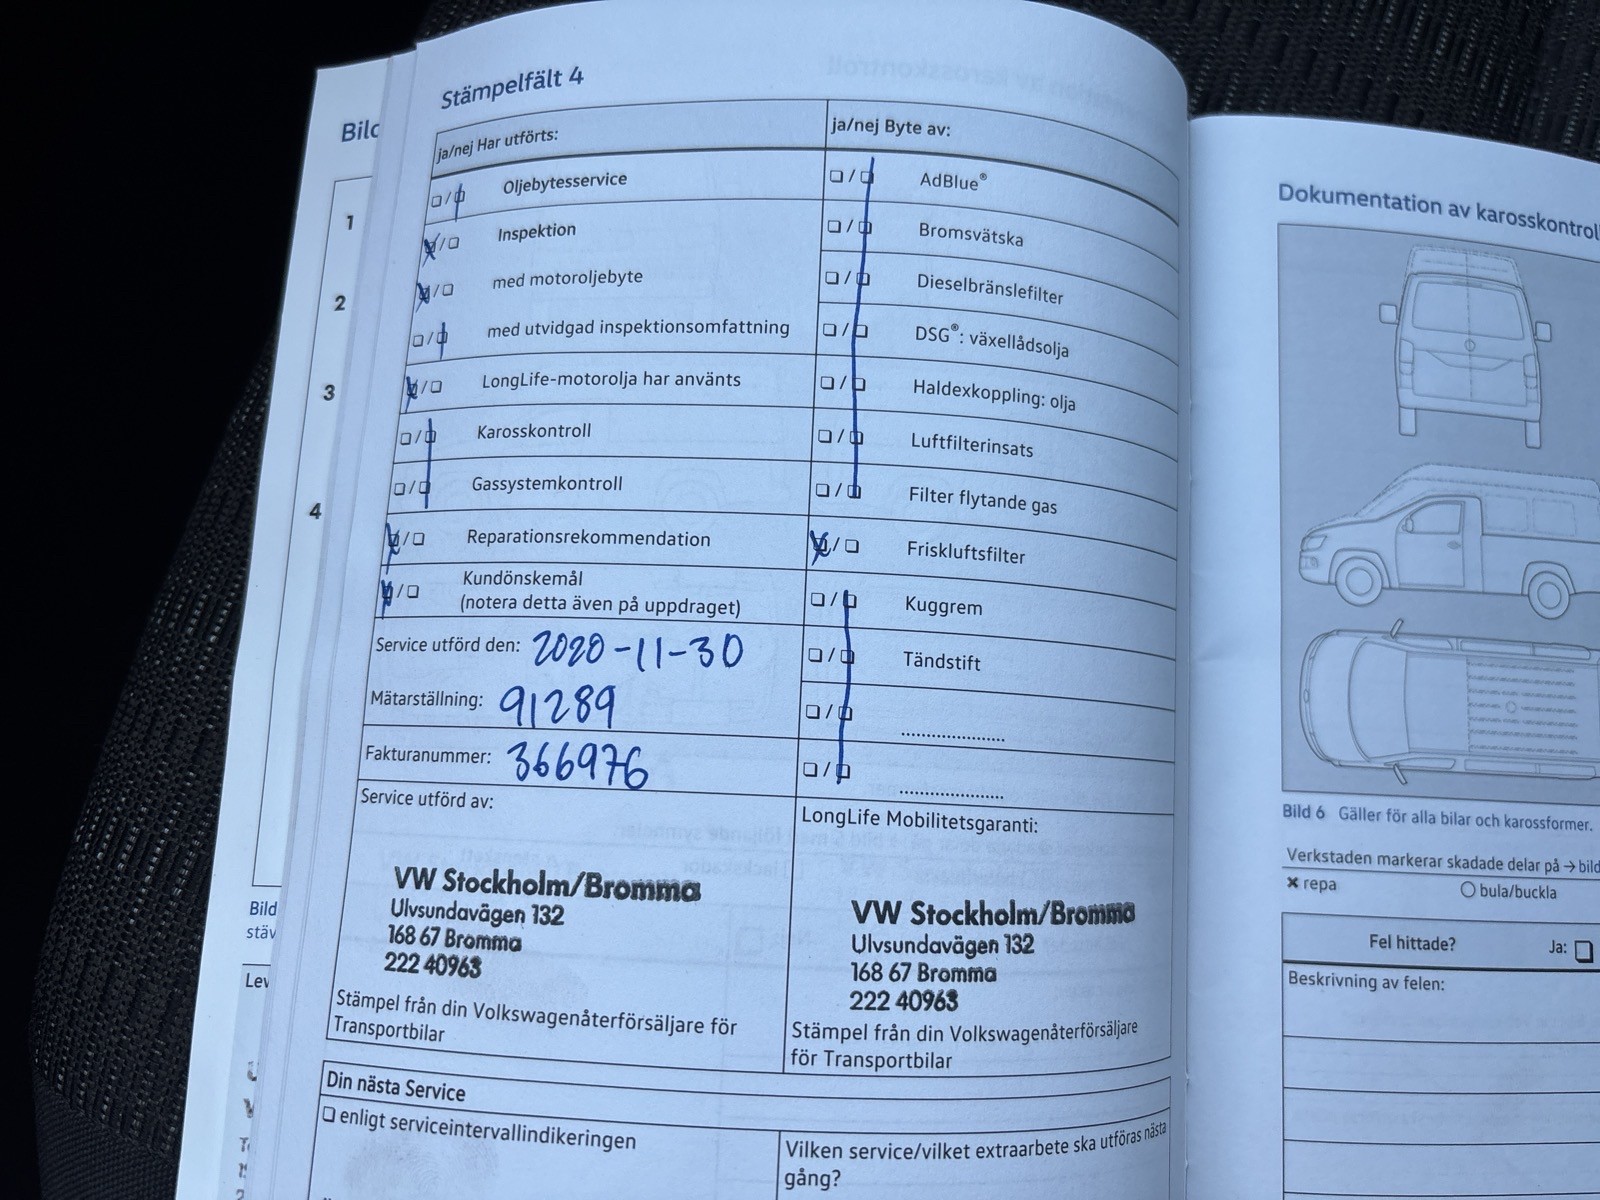 Stämpelfält 4
ja/nej Har utförts:
Oljebytesservice
Inspektion
med motoroljebyte
med utvidgad inspektionsomfattning
LongLife-motorolja har använts
Karosskontroll
Gassystemkontroll
Reparationsrekommendation
Kundönskemål
(notera detta även på uppdraget)
Service utförd den: 2020-11-30
Mätarställning: 91289
Fakturanummer: 366976
Service utförd av:
VW Stockholm/Bromma
Ulvsundavägen 132
168 67 Bromma
222 40963
Stämpel från din Volkswagenåterförsäljare för
Transportbilar
ja/nej Byte av:
AdBlue®
Bromsvätska
Dieselbränslefilter
DSG®: växellådsolja
Haldexkoppling: olja
Luftfilterinsats
Filter flytande gas
Friskluftsfilter
Kuggrem
Tändstift
LongLife Mobilitetsgaranti:
VW Stockholm/Bromma
Ulvsundavägen 132
168 67 Bromma
222 40963
Stämpel från din Volkswagenåterförsäljare
för Transportbilar
Din nästa Service
enligt serviceintervallindikeringen
Vilken service/vilket extraarbete ska utföras nästa
gång?
1
2
3
4
Dokumentation av karosskontrol
Bild 6 Gäller för alla bilar och karossformer.
Verkstaden markerar skadade delar på → bild
× repa
○ bula/buckla
Fel hittade?
Ja:
Beskrivning av felen: